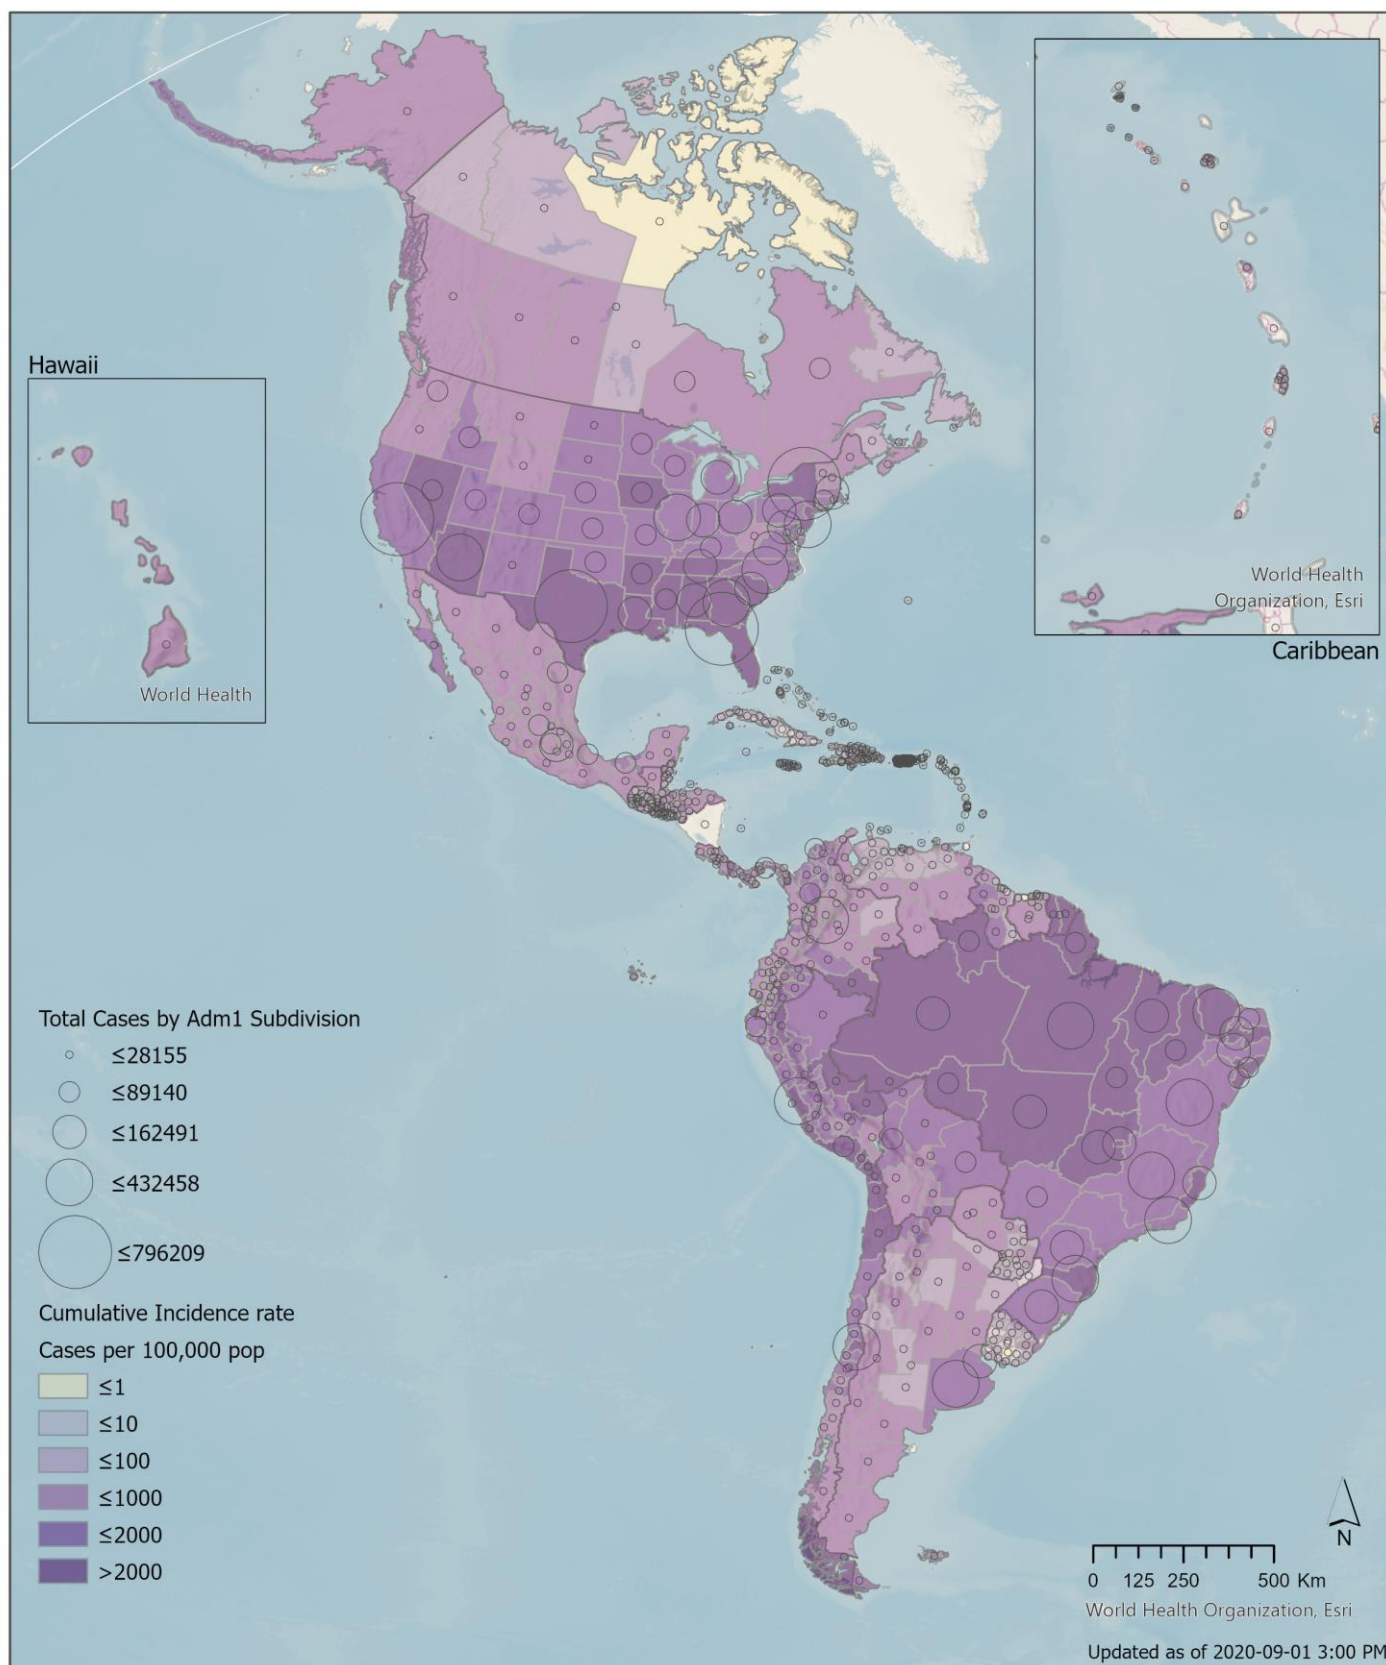 Hawaii
World Health
World Health
Organization, Esri
Caribbean
Total Cases by Adm1 Subdivision
≤28155
≤89140
≤162491
≤432458
≤796209
Cumulative Incidence rate
Cases per 100,000 pop
≤1
≤10
≤100
≤1000
≤2000
>2000
N
0 125 250 500 Km
World Health Organization, Esri
Updated as of 2020-09-01 3:00 PM